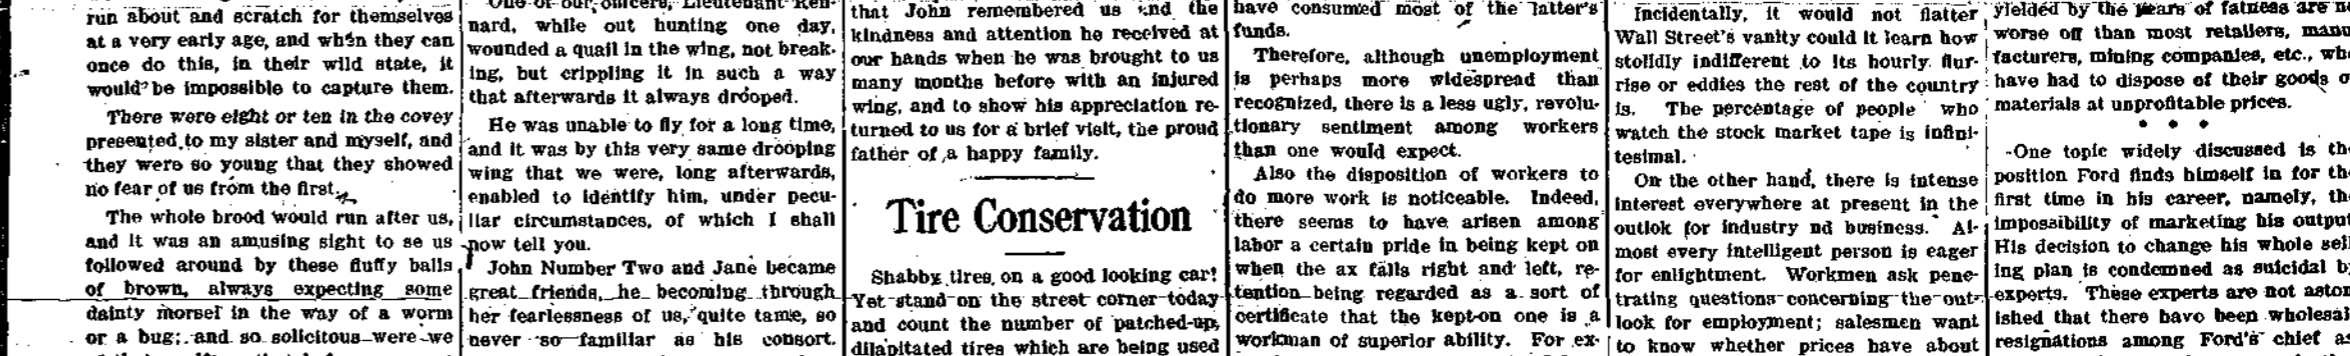 run about and scratch for themselves
at a very early age, and when they can
once do this, in their wild state, it
would be impossible to capture them.
There were eight or ten in the covey
presented to my sister and myself, and
they were so young that they showed
no fear of us from the first.
The whole brood would run after us,
and it was an amusing sight to se us
followed around by these fluffy balls
of brown, always expecting some
dainty morsel in the way of a worm
or a bug; and so solicitous were we
One of our officers, Lieutenant Ken-
nard, while out hunting one day,
wounded a quail in the wing, not break-
ing, but crippling it in such a way
that afterwards it always drooped.
He was unable to fly for a long time,
and it was by this very same drooping
wing that we were, long afterwards,
enabled to identify him, under pecu-
liar circumstances, of which I shall
now tell you.
John Number Two and Jane became
great friends, he becoming through
her fearlessness of us, quite tame, so
never so familiar as his consort.
that John remembered us and the
kindness and attention he received at
our hands when he was brought to us
many months before with an injured
wing, and to show his appreciation re-
turned to us for a brief visit, the proud
father of a happy family.
Tire Conservation
Shabby tires on a good looking car!
Yet stand on the street corner today
and count the number of patched-up,
dilapitated tires which are being used
have consumed most of the latter's
funds.
Therefore, although unemployment
is perhaps more widespread than
recognized, there is a less ugly, revolu-
tionary sentiment among workers
than one would expect.
Also the disposition of workers to
do more work is noticeable. Indeed,
there seems to have arisen among
labor a certain pride in being kept on
when the ax falls right and left, re-
tention being regarded as a sort of
certificate that the kept-on one is a
workman of superior ability. For ex-
Incidentally, it would not flatter
Wall Street's vanity could it learn how
stolidly indifferent to its hourly flur-
rise or eddies the rest of the country
is. The percentage of people who
watch the stock market tape is infini-
tesimal.
On the other hand, there is intense
interest everywhere at present in the
outlok for industry nd business. Al-
most every intelligent person is eager
for enlightment. Workmen ask pene-
trating questions concerning the out-
look for employment; salesmen want
to know whether prices have about
yielded by the years of fatness are
worse off than most retailers, manu
facturers, mining companies, etc., wh
have had to dispose of their goods o
materials at unprofitable prices.
• • •
One topic widely discussed is th
position Ford finds himself in for th
first time in his career, namely, th
impossibility of marketing his output
His decision to change his whole sel
ing plan is condemned as suicidal b
experts. These experts are not aston
ished that there have been wholesal
resignations among Ford's chief a